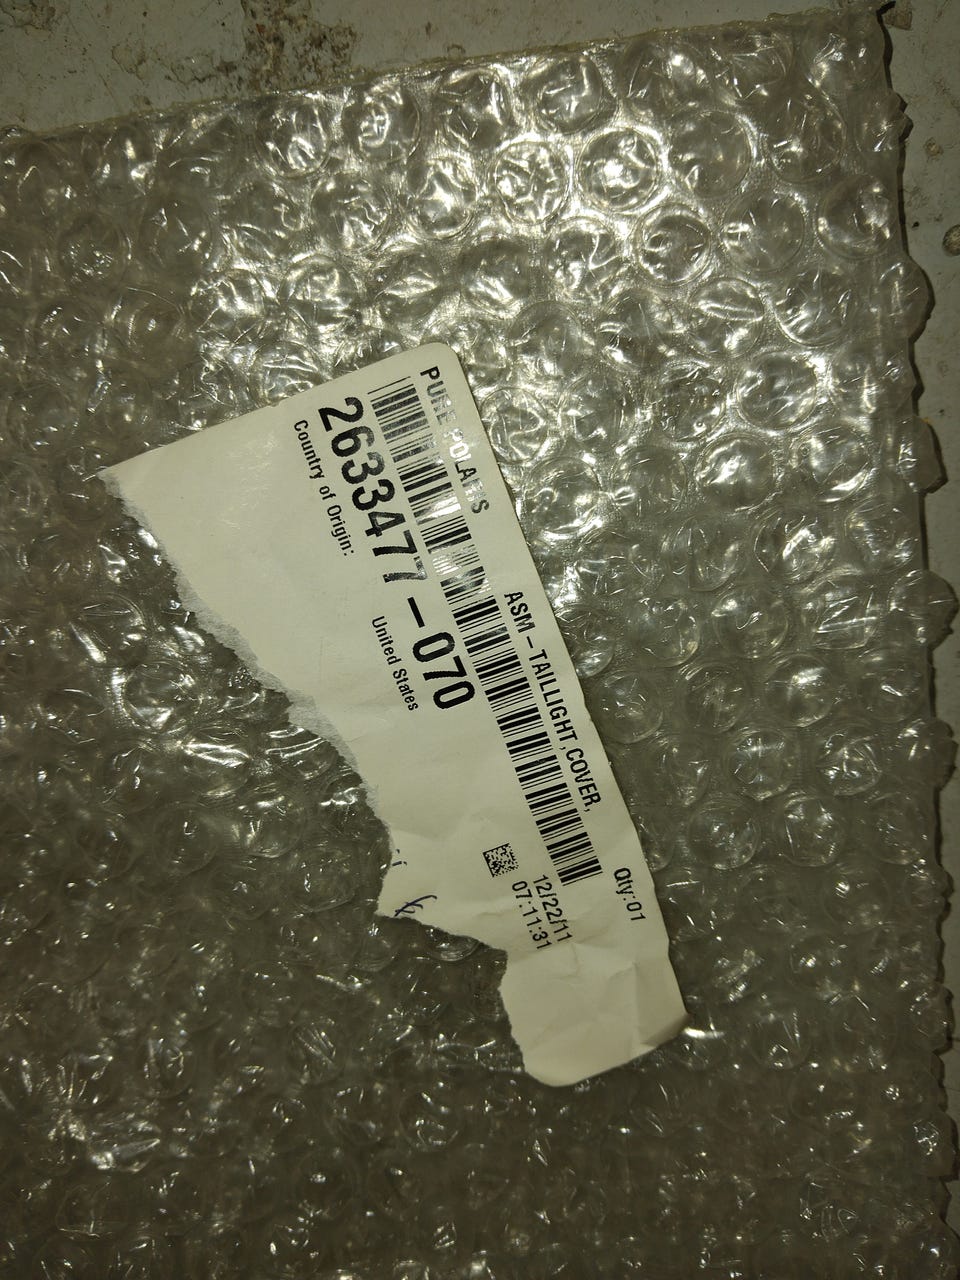 PURE POLARIS
ASM-TAILLIGHT,COVER,
Qty:01
2633477-070
12/22/11
07:11:31
Country of Origin:
United States